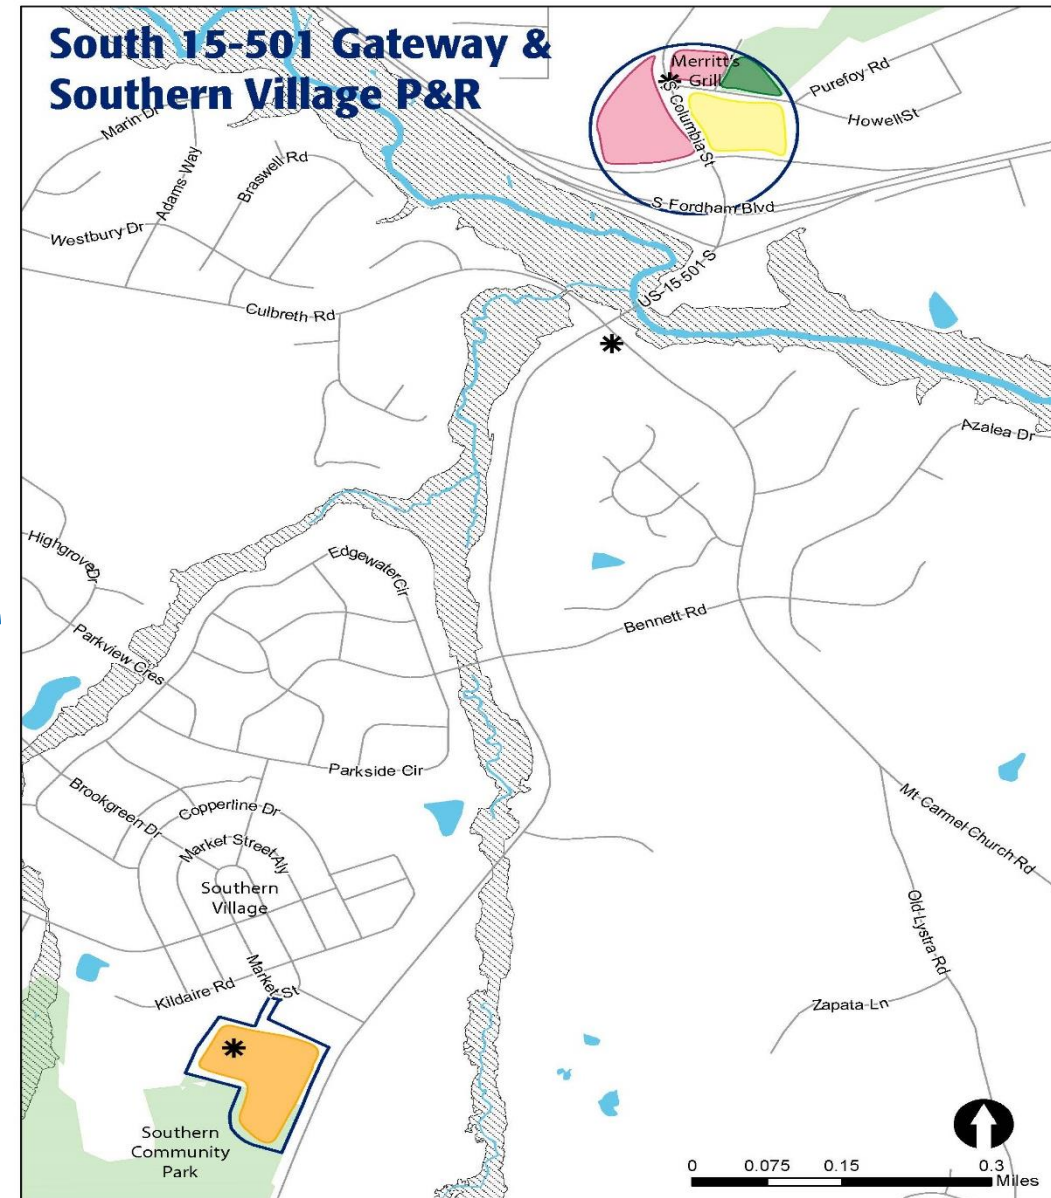 South 15-501 Gateway &
Southern Village P&R
Merritt's
Grill
Purefoy Rd
Howell St
S Columbia St
S Fordham Blvd
Marin Dr
Adams Way
Braswell Rd
Westbury Dr
Culbreth Rd
US-15-501 S
Azalea Dr
Highgrove Dr
Edgewater Cir
Bennett Rd
Parkview Cres
Parkside Cir
Brookgreen Dr
Copperline Dr
Market Street Aly
Southern
Village
Mt Carmel Church Rd
Old Lystra Rd
Market St
Kildaire Rd
Zapata Ln
Southern
Community
Park
0 0.075 0.15 0.3
Miles